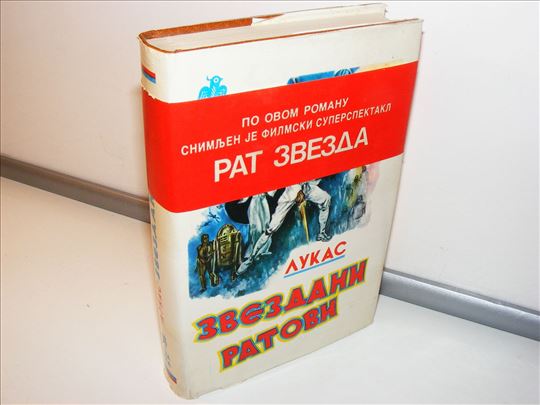 ПО ОВОМ РОМАНУ
СНИМЉЕН ЈЕ ФИЛМСКИ СУПЕРСПЕКТАКЛ
РАТ ЗВЕЗДА
ЛУКАС
ЗВЕЗДАНИ
РАТОВИ